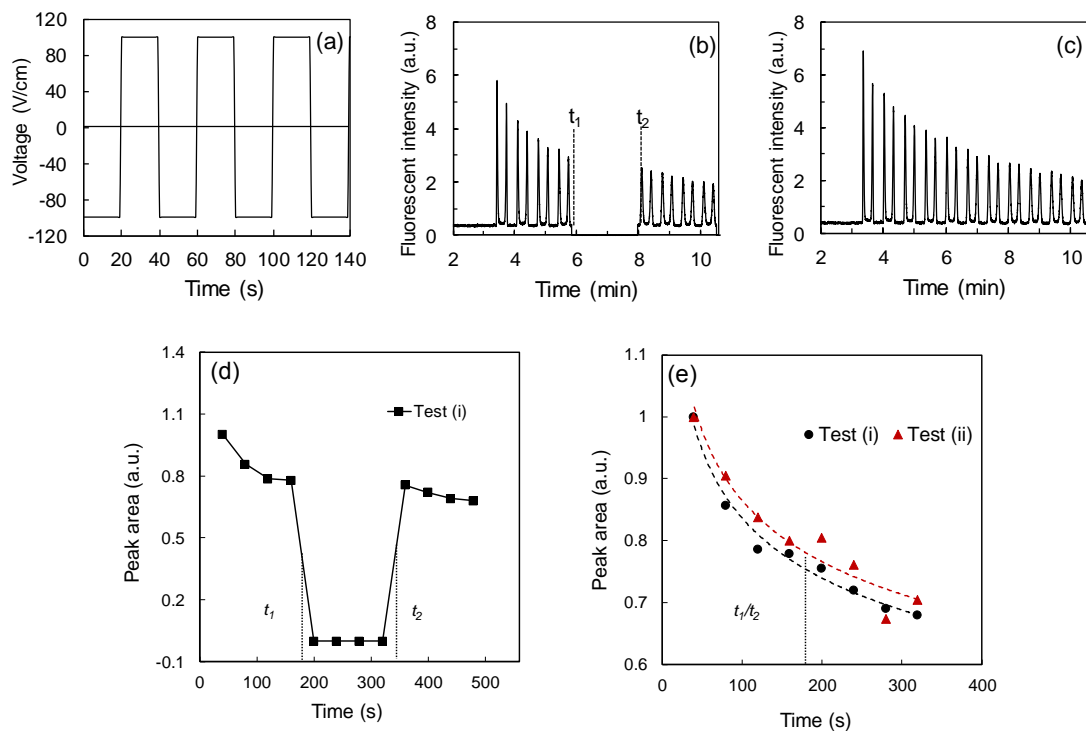 (a)
Voltage (V/cm)
120
80
40
0
-40
-80
-120
0 20 40 60 80 100 120 140
Time (s)
(b)
Fluorescent intensity (a.u.)
8
6
4
2
0
t1
t2
2 4 6 8 10
Time (min)
(c)
Fluorescent intensity (a.u.)
8
6
4
2
0
2 4 6 8 10
Time (min)
(d)
Peak area (a.u.)
1.4
1.1
0.8
0.5
0.2
-0.1
Test (i)
t1
t2
0 100 200 300 400 500
Time (s)
(e)
Peak area (a.u.)
1.1
1
0.9
0.8
0.7
0.6
Test (i) Test (ii)
t1/t2
0 100 200 300 400
Time (s)